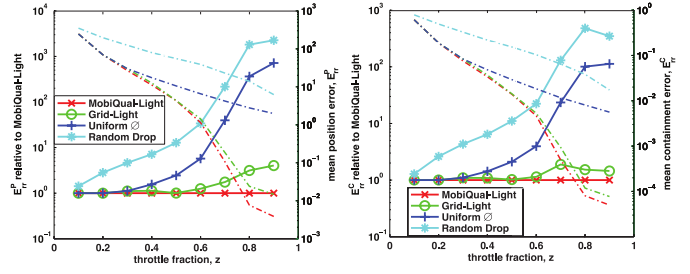 10^4
10^3
10^2
10^1
10^0
10^-1
E^P_rr relative to MobiQual-Light
0
0.2
0.4
0.6
0.8
1
throttle fraction, z
10^3
10^2
10^1
10^0
10^-1
10^-2
10^-3
mean position error, E^P_rr
MobiQual-Light
Grid-Light
Uniform ∅
Random Drop
10^3
10^2
10^1
10^0
10^-1
E^C_rr relative to MobiQual-Light
0
0.2
0.4
0.6
0.8
1
throttle fraction, z
10^0
10^-1
10^-2
10^-3
10^-4
mean containment error, E^C_rr
MobiQual-Light
Grid-Light
Uniform ∅
Random Drop